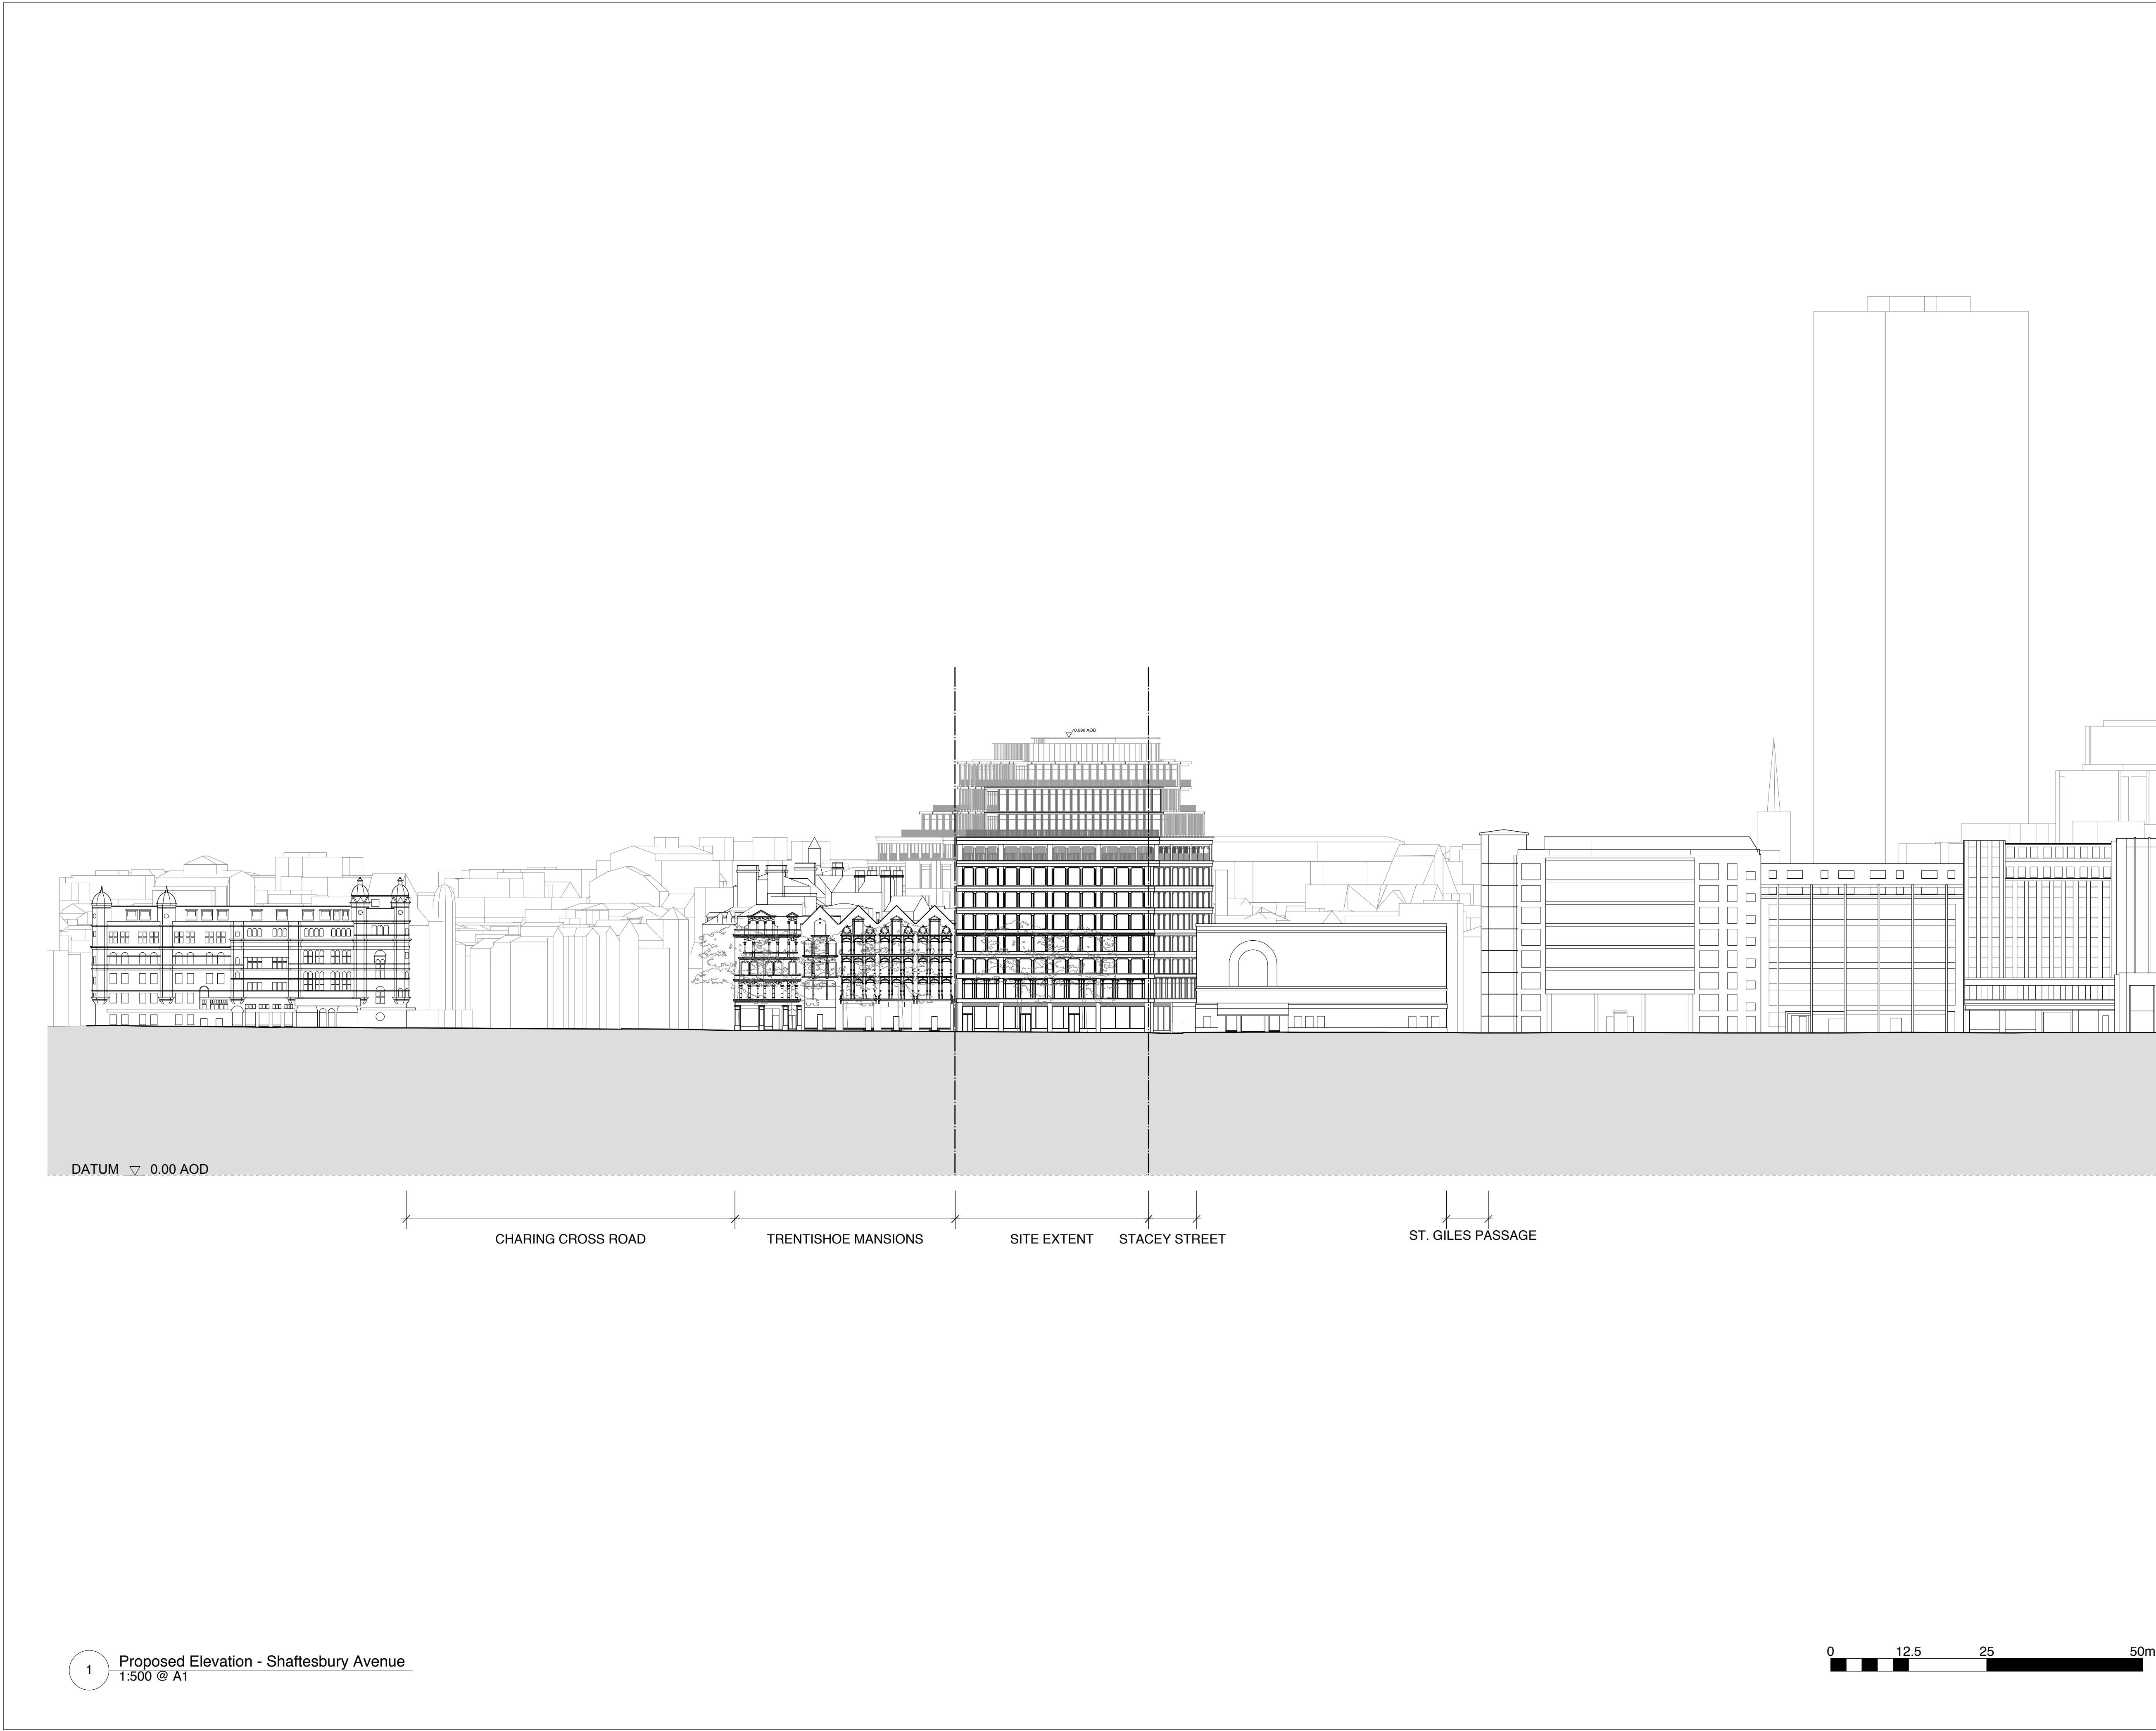 70.090 AOD
DATUM 0.00 AOD
CHARING CROSS ROAD
TRENTISHOE MANSIONS
SITE EXTENT
STACEY STREET
ST. GILES PASSAGE
1
Proposed Elevation - Shaftesbury Avenue
1:500 @ A1
0 12.5 25 50m